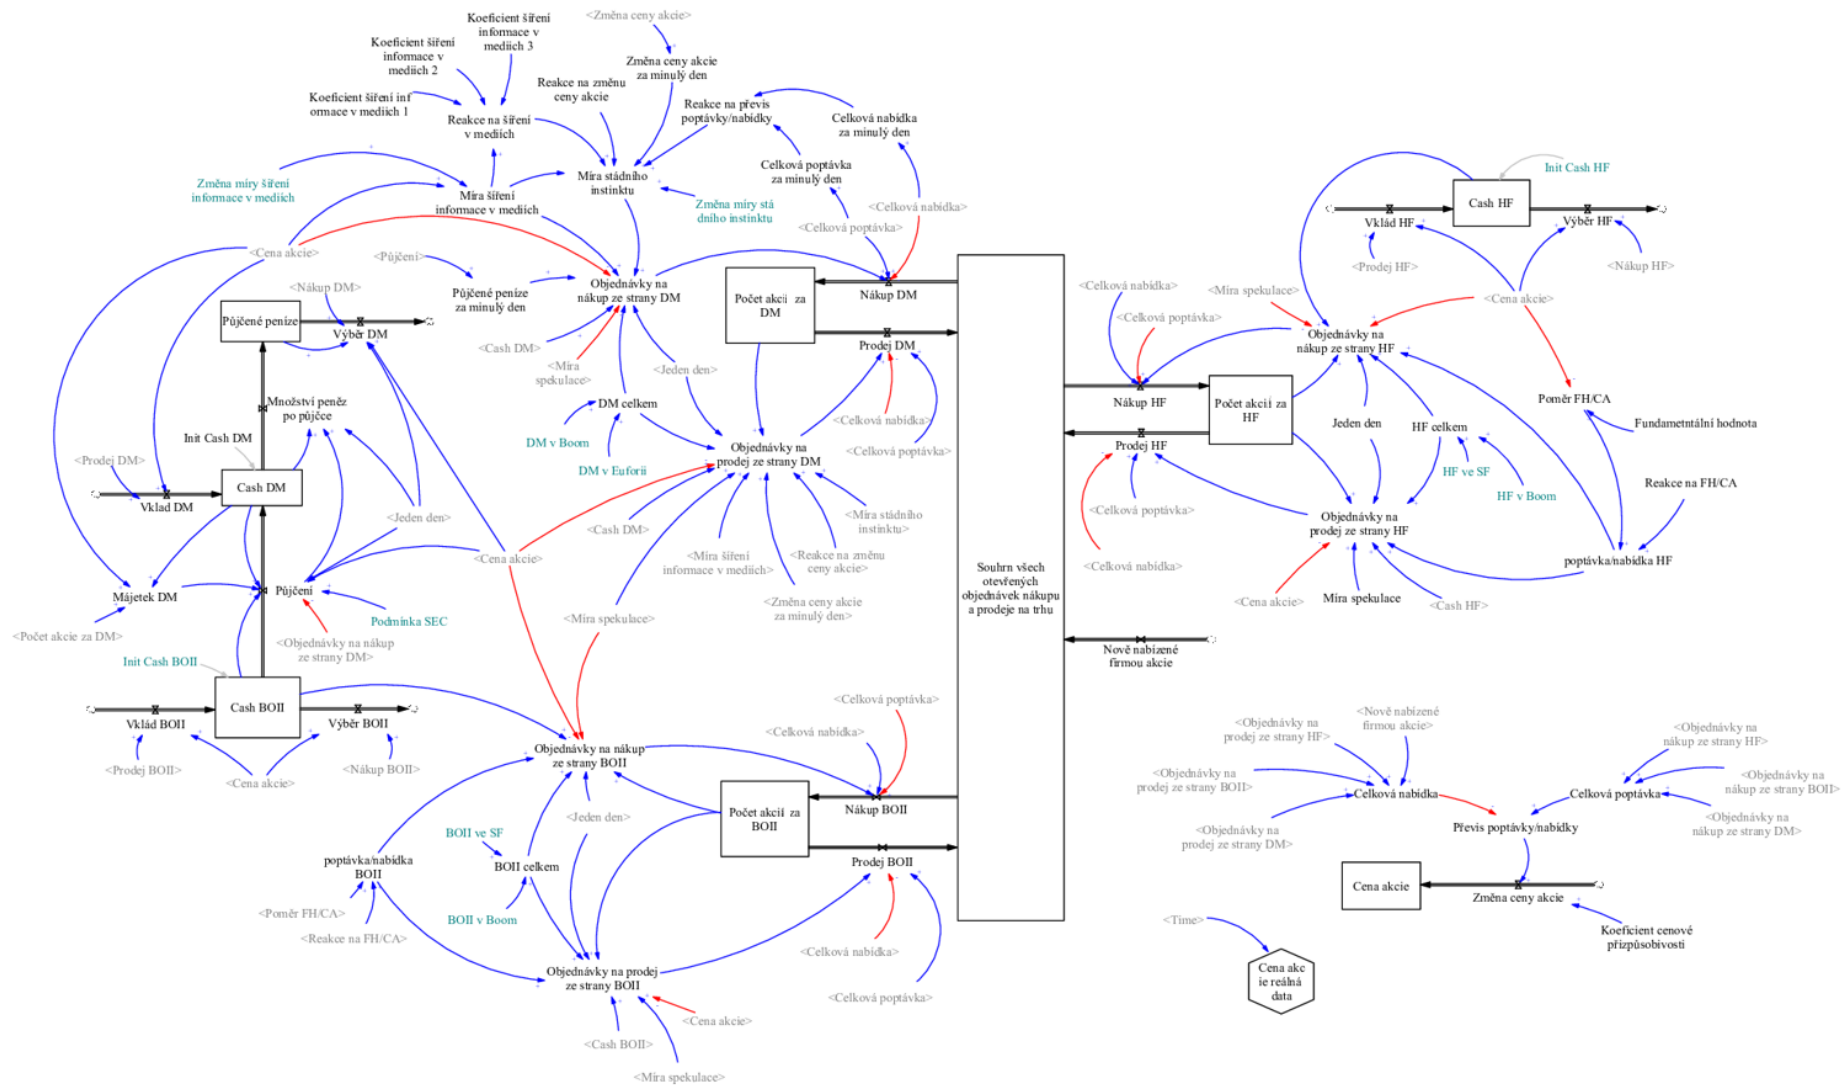 Koeficient šíření
informace v
mediich 3
<Změna ceny akcie>
Koeficient šíření
informace v
mediich 2
Změna ceny akcie
za minulý den
Reakce na změnu
ceny akcie
Koeficient šíření inf
ormace v mediich 1
Reakce na šíření
v mediích
Reakce na převis
poptávky/nabídky
Celková nabídka
za minulý den
Celková poptávka
za minulý den
Míra stádního
instinktu
Změna míry šíření
informace v mediích
Míra šíření
informace v mediích
Změna míry stá
dního instinktu
<Celková nabídka>
<Celková poptávka>
Init Cash HF
Cash HF
Vklád HF
Výběr HF
<Prodej HF>
<Nákup HF>
<Cena akcie>
<Půjčení>
<Nákup DM>
Půjčené peníze
za minulý den
Objednávky na
nákup ze strany DM
Počet akcií za
DM
Nákup DM
Prodej DM
<Celková nabídka>
<Celková poptávka>
<Míra spekulace>
<Cena akcie>
Půjčené peníze
Výběr DM
<Cash DM>
<Míra
spekulace>
<Jeden den>
Objednávky na
nákup ze strany HF
Nákup HF
Počet akcií za
HF
Prodej HF
Jeden den
HF celkem
Poměr FH/CA
Fundametntální hodnota
Množství peněz
po půjčce
Init Cash DM
DM celkem
DM v Boom
DM v Euforii
<Celková nabídka>
<Celková poptávka>
Objednávky na
prodej ze strany DM
<Prodej DM>
Cash DM
Vklad DM
<Jeden den>
<Cash DM>
<Míra stádního
instinktu>
<Míra šíření
informace v mediích>
<Reakce na změnu
ceny akcie>
<Změna ceny akcie
za minulý den>
<Cena akcie>
HF ve SF
HF v Boom
Reakce na FH/CA
<Celková poptávka>
Objednávky na
prodej ze strany HF
<Celková nabídka>
<Cena akcie>
Míra spekulace
<Cash HF>
poptávka/nabídka HF
Souhrn všech
otevřených
objednávek nákupu
a prodeje na trhu
Májetek DM
Půjčení
Podmínka SEC
<Počet akcie za DM>
<Objednávky na nákup
ze strany DM>
<Míra spekulace>
Nově nabízené
firmou akcie
Init Cash BOII
Cash BOII
Vklád BOII
Výběr BOII
<Prodej BOII>
<Cena akcie>
<Nákup BOII>
<Celková poptávka>
<Celková nabídka>
Objednávky na nákup
ze strany BOII
Počet akcií za
BOII
Nákup BOII
Prodej BOII
<Jeden den>
BOII ve SF
BOII celkem
BOII v Boom
poptávka/nabídka
BOII
<Poměr FH/CA>
<Reakce na FH/CA>
<Celková nabídka>
<Celková poptávka>
Objednávky na prodej
ze strany BOII
<Cena akcie>
<Cash BOII>
<Míra spekulace>
<Objednávky na
prodej ze strany HF>
<Nově nabízené
firmou akcie>
<Objednávky na
nákup ze strany HF>
<Objednávky na
prodej ze strany BOII>
Celková nabídka
Celková poptávka
<Objednávky na
nákup ze strany BOII>
<Objednávky na
prodej ze strany DM>
Převis poptávky/nabídky
<Objednávky na
nákup ze strany DM>
Cena akcie
Změna ceny akcie
Koeficient cenové
přizpůsobivosti
<Time>
Cena akc
ie reálná
data